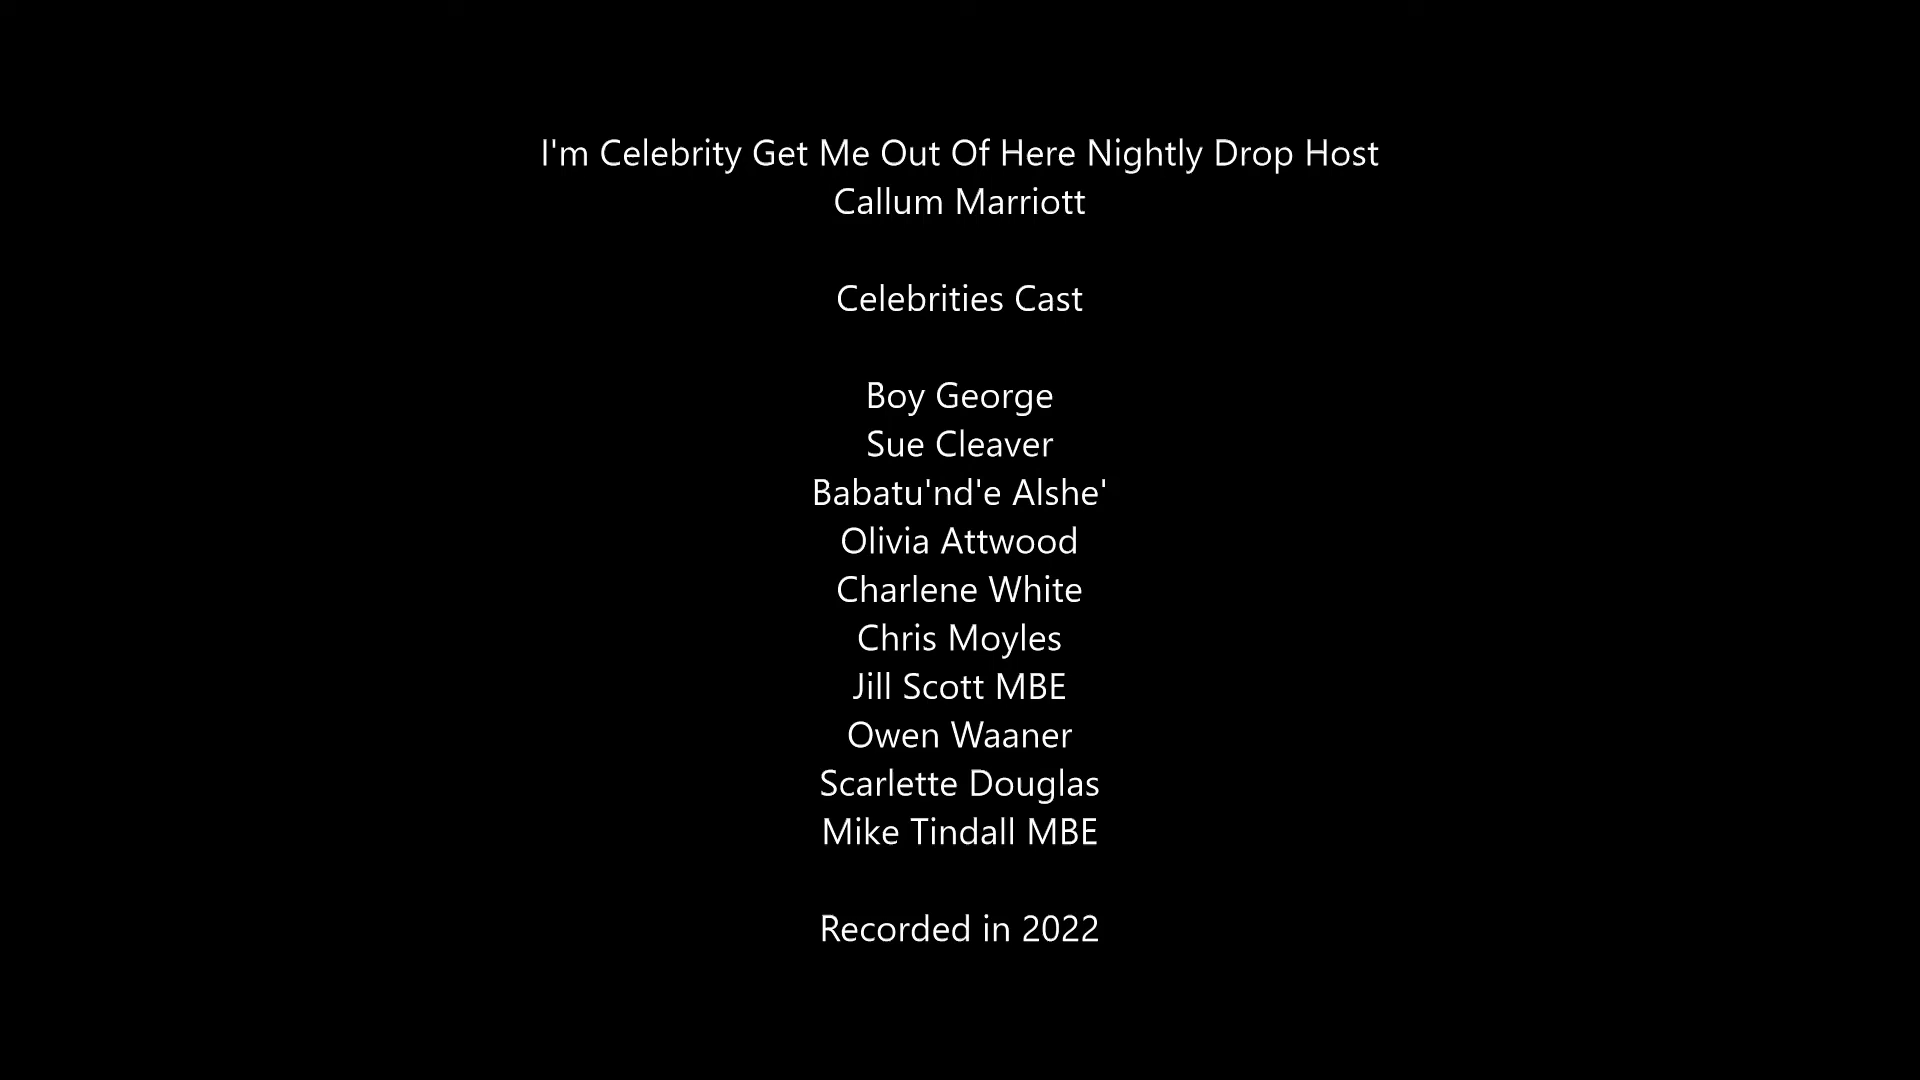 I'm Celebrity Get Me Out Of Here Nightly Drop Host
Callum Marriott
Celebrities Cast
Boy George
Sue Cleaver
Babatu'nd'e Alshe'
Olivia Attwood
Charlene White
Chris Moyles
Jill Scott MBE
Owen Waaner
Scarlette Douglas
Mike Tindall MBE
Recorded in 2022